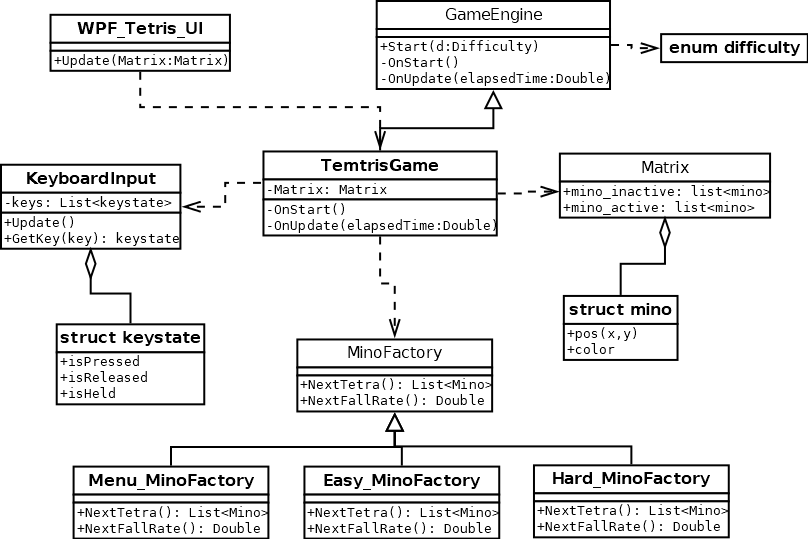 GameEngine
+Start(d:Difficulty)
-OnStart()
-OnUpdate(elapsedTime:Double)
WPF_Tetris_UI
+Update(Matrix:Matrix)
enum difficulty
TemtrisGame
-Matrix: Matrix
-OnStart()
-OnUpdate(elapsedTime:Double)
KeyboardInput
-keys: List<keystate>
+Update()
+GetKey(key): keystate
Matrix
+mino_inactive: list<mino>
+mino_active: list<mino>
struct keystate
+isPressed
+isReleased
+isHeld
struct mino
+pos(x,y)
+color
MinoFactory
+NextTetra(): List<Mino>
+NextFallRate(): Double
Menu_MinoFactory
+NextTetra(): List<Mino>
+NextFallRate(): Double
Easy_MinoFactory
+NextTetra(): List<Mino>
+NextFallRate(): Double
Hard_MinoFactory
+NextTetra(): List<Mino>
+NextFallRate(): Double